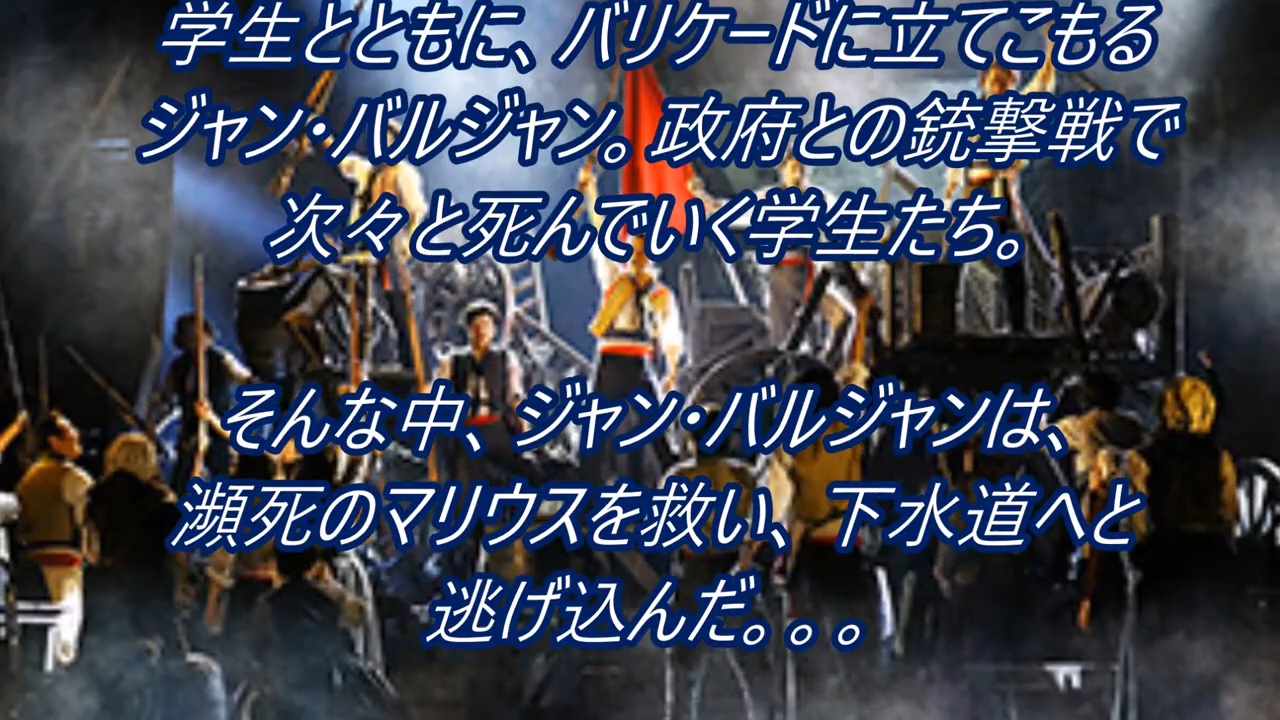 学生とともに、バリケードに立てこもる
ジャン・バルジャン。政府との銃撃戦で
次々と死んでいく学生たち。
そんな中、ジャン・バルジャンは、
瀕死のマリウスを救い、下水道へと
逃げ込んだ。。。